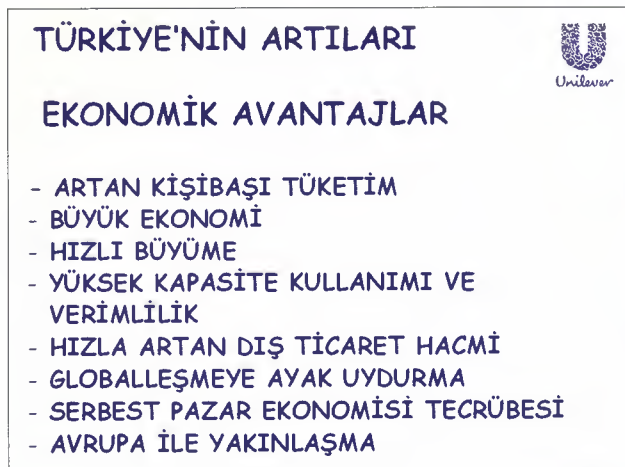 TÜRKİYE'NİN ARTILARI
Unilever
EKONOMİK AVANTAJLAR
- ARTAN KİŞİBAŞI TÜKETİM
- BÜYÜK EKONOMİ
- HIZLI BÜYÜME
- YÜKSEK KAPASİTE KULLANIMI VE
VERİMLİLİK
- HIZLA ARTAN DIŞ TİCARET HACMİ
- GLOBALLEŞMEYE AYAK UYDURMA
- SERBEST PAZAR EKONOMİSİ TECRÜBESİ
- AVRUPA İLE YAKINLAŞMA